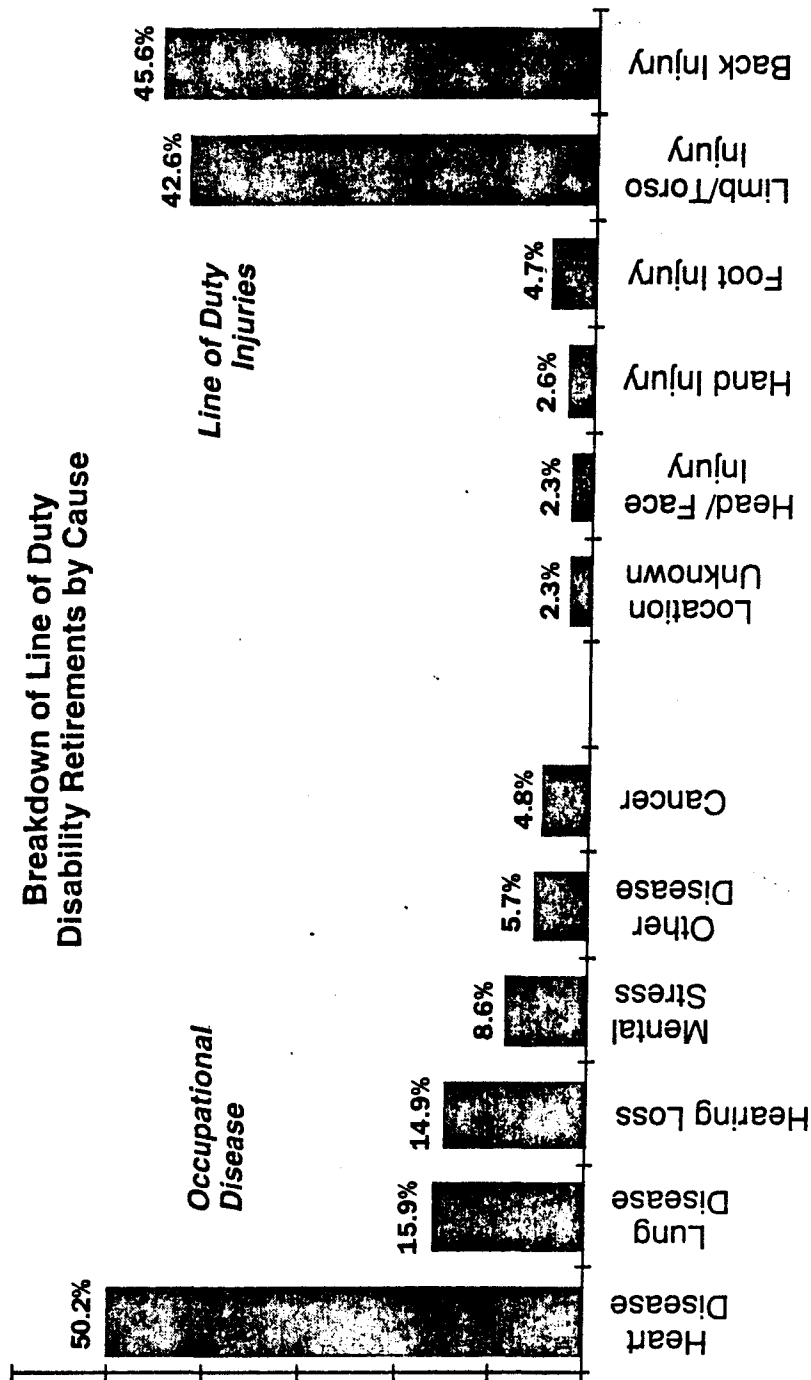 Breakdown of Line of Duty
Disability Retirements by Cause
Occupational
Disease
Line of Duty
Injuries
50.2%
15.9%
14.9%
8.6%
5.7%
4.8%
2.3%
2.3%
2.6%
4.7%
42.6%
45.6%
Heart
Disease
Lung
Disease
Hearing Loss
Mental
Stress
Other
Disease
Cancer
Location
Unknown
Head/Face
Injury
Hand Injury
Foot Injury
Limb/Torso
Injury
Back Injury